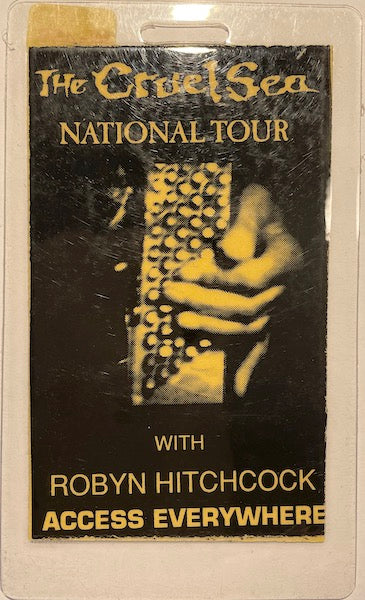 THE Cruel Sea
NATIONAL TOUR
WITH
ROBYN HITCHCOCK
ACCESS EVERYWHERE